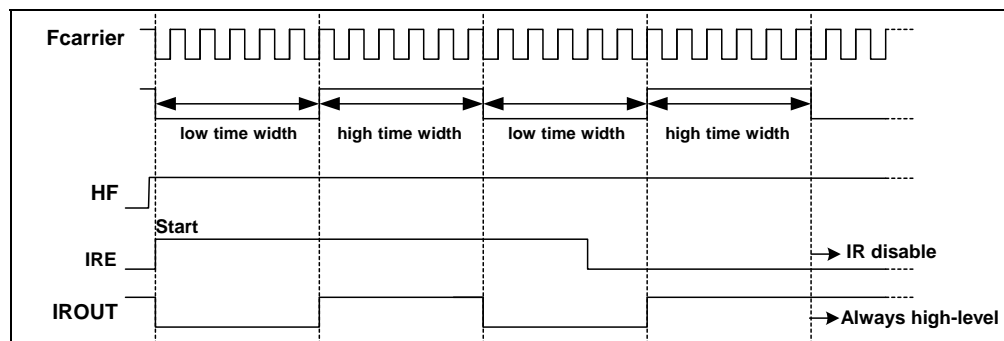 Fcarrier
low time width
high time width
low time width
high time width
HF
Start
IRE
IR disable
IROUT
Always high-level